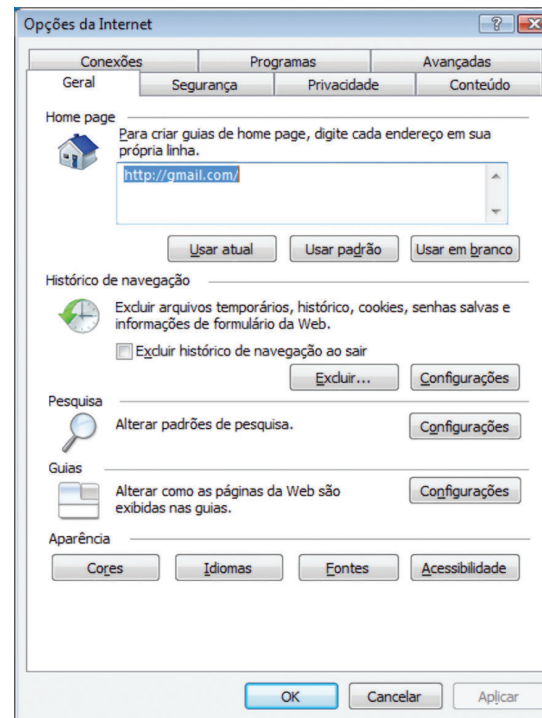 Opções da Internet
Conexões Programas Avançadas
Geral Segurança Privacidade Conteúdo
Home page
Para criar guias de home page, digite cada endereço em sua
própria linha.
http://gmail.com/
Usar atual Usar padrão Usar em branco
Histórico de navegação
Excluir arquivos temporários, histórico, cookies, senhas salvas e
informações de formulário da Web.
Excluir histórico de navegação ao sair
Excluir... Configurações
Pesquisa
Alterar padrões de pesquisa. Configurações
Guias
Alterar como as páginas da Web são Configurações
exibidas nas guias.
Aparência
Cores Idiomas Fontes Acessibilidade
OK Cancelar Aplicar